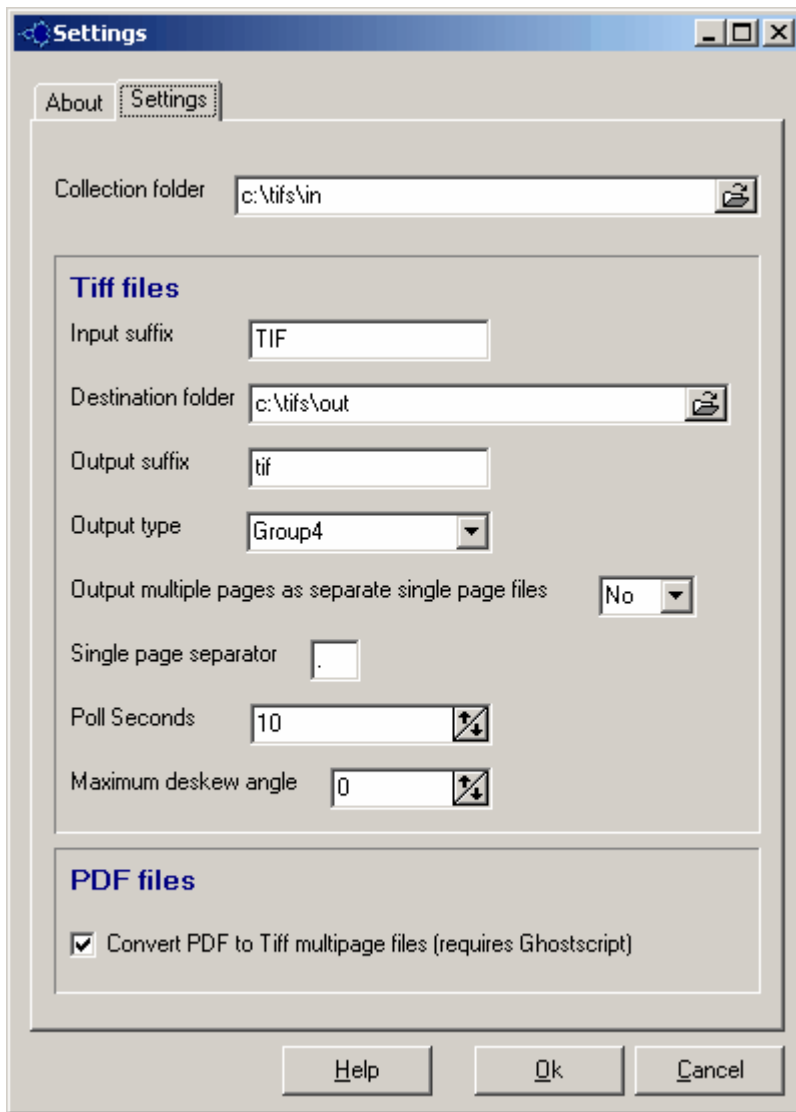 Settings
About Settings
Collection folder c:\tifs\in
Tiff files
Input suffix TIF
Destination folder c:\tifs\out
Output suffix tif
Output type Group4
Output multiple pages as separate single page files No
Single page separator .
Poll Seconds 10
Maximum deskew angle 0
PDF files
Convert PDF to Tiff multipage files (requires Ghostscript)
Help Ok Cancel